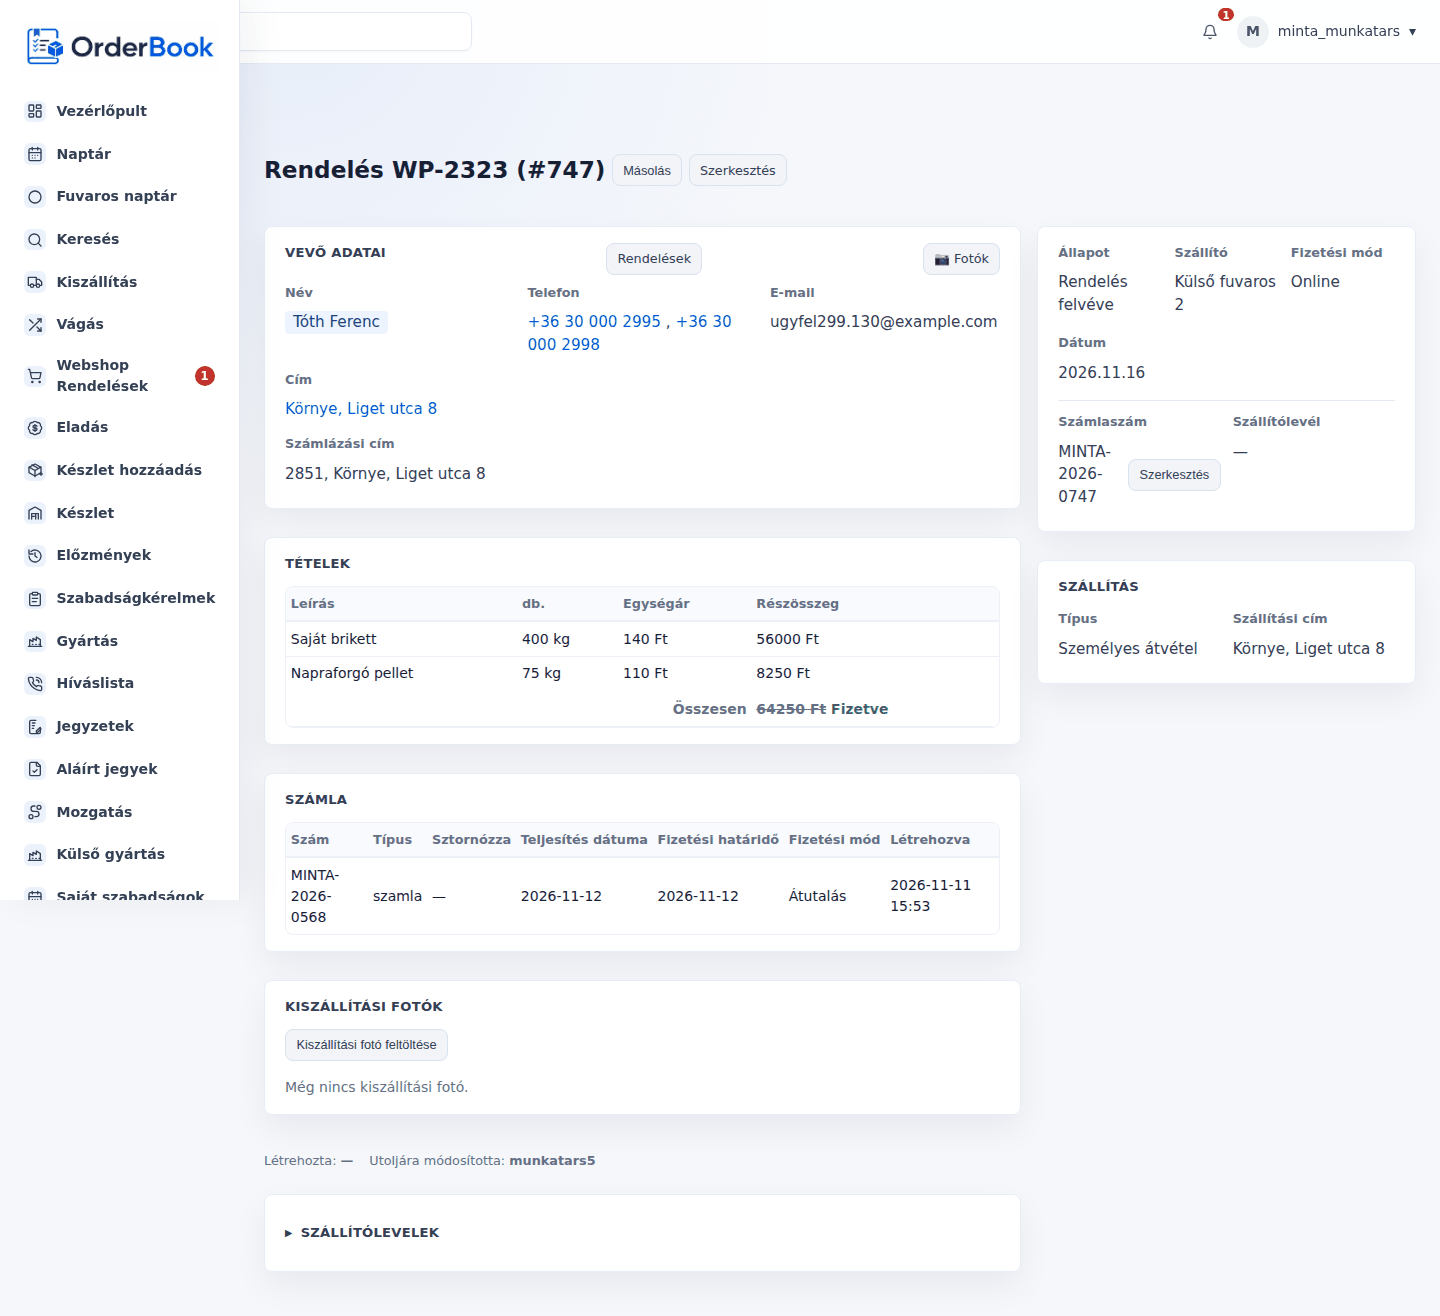 OrderBook
1
M
minta_munkatars ▾
Vezérlőpult
Naptár
Fuvaros naptár
Keresés
Kiszállítás
Vágás
Webshop
Rendelések
1
Eladás
Készlet hozzáadás
Készlet
Előzmények
Szabadságkérelmek
Gyártás
Híváslista
Jegyzetek
Aláírt jegyek
Mozgatás
Külső gyártás
Saját szabadságok
Rendelés WP-2323 (#747)
Másolás
Szerkesztés
VEVŐ ADATAI
Rendelések
📷 Fotók
Név
Telefon
E-mail
Tóth Ferenc
+36 30 000 2995 , +36 30
000 2998
ugyfel299.130@example.com
Cím
Környe, Liget utca 8
Számlázási cím
2851, Környe, Liget utca 8
Állapot
Szállító
Fizetési mód
Rendelés
felvéve
Külső fuvaros
2
Online
Dátum
2026.11.16
Számlaszám
Szállítólevél
MINTA-
2026-
0747
Szerkesztés
—
SZÁLLÍTÁS
Típus
Szállítási cím
Személyes átvétel
Környe, Liget utca 8
TÉTELEK
Leírás db. Egységár Részösszeg
Saját brikett 400 kg 140 Ft 56000 Ft
Napraforgó pellet 75 kg 110 Ft 8250 Ft
Összesen 64250 Ft Fizetve
SZÁMLA
Szám Típus Sztornózza Teljesítés dátuma Fizetési határidő Fizetési mód Létrehozva
MINTA-
2026-
0568
szamla — 2026-11-12 2026-11-12 Átutalás
2026-11-11
15:53
KISZÁLLÍTÁSI FOTÓK
Kiszállítási fotó feltöltése
Még nincs kiszállítási fotó.
Létrehozta: — Utoljára módosította: munkatars5
▸ SZÁLLÍTÓLEVELEK